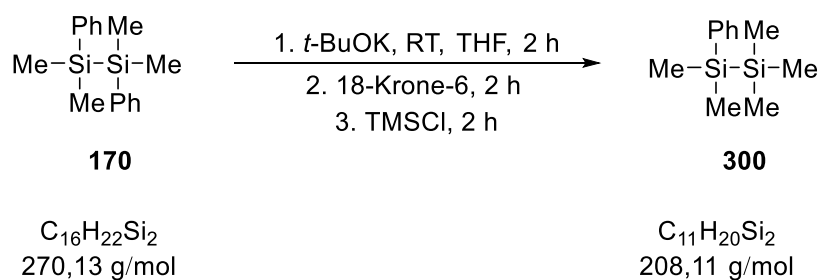 Ph Me
Me–Si–Si–Me
Me Ph
170
C₁₆H₂₂Si₂
270,13 g/mol
1. t-BuOK, RT, THF, 2 h
2. 18-Krone-6, 2 h
3. TMSCl, 2 h
Ph Me
Me–Si–Si–Me
Me Me
300
C₁₁H₂₀Si₂
208,11 g/mol